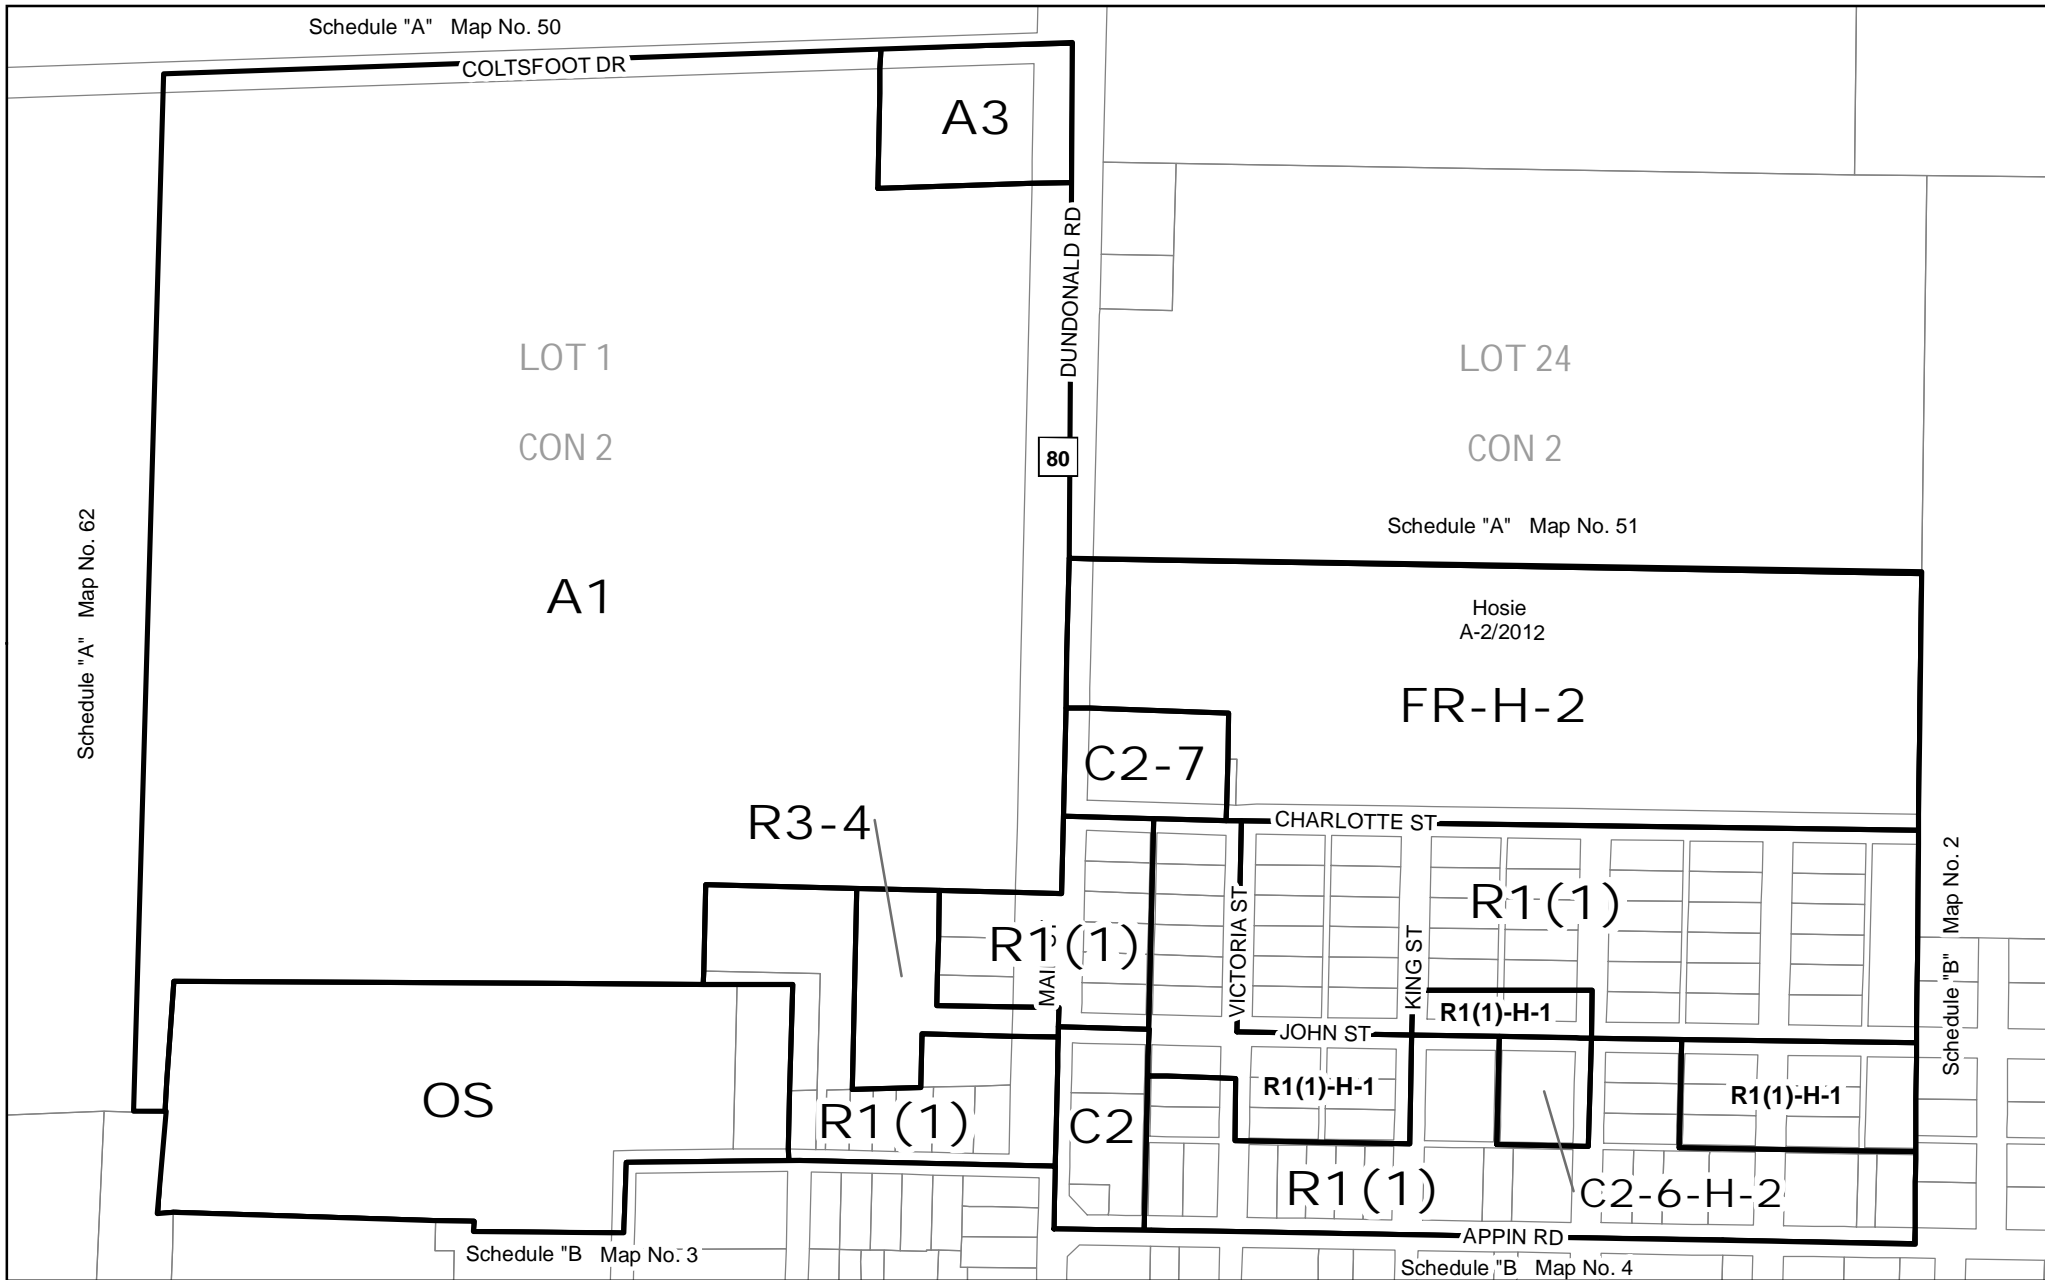 Schedule "A" Map No. 50
COLTSFOOT DR
A3
DUNDONALD RD
LOT 1
LOT 24
CON 2
CON 2
80
Schedule "A" Map No. 51
Schedule "A" Map No. 62
A1
Hosie
A-2/2012
FR-H-2
C2-7
R3-4
CHARLOTTE ST
R1(1)
R1(1)
VICTORIA ST
KING ST
Schedule "B" Map No. 2
R1(1)-H-1
JOHN ST
R1(1)-H-1
R1(1)-H-1
OS
R1(1)
C2
R1(1)
C2-6-H-2
APPIN RD
Schedule "B Map No. 3
Schedule "B Map No. 4